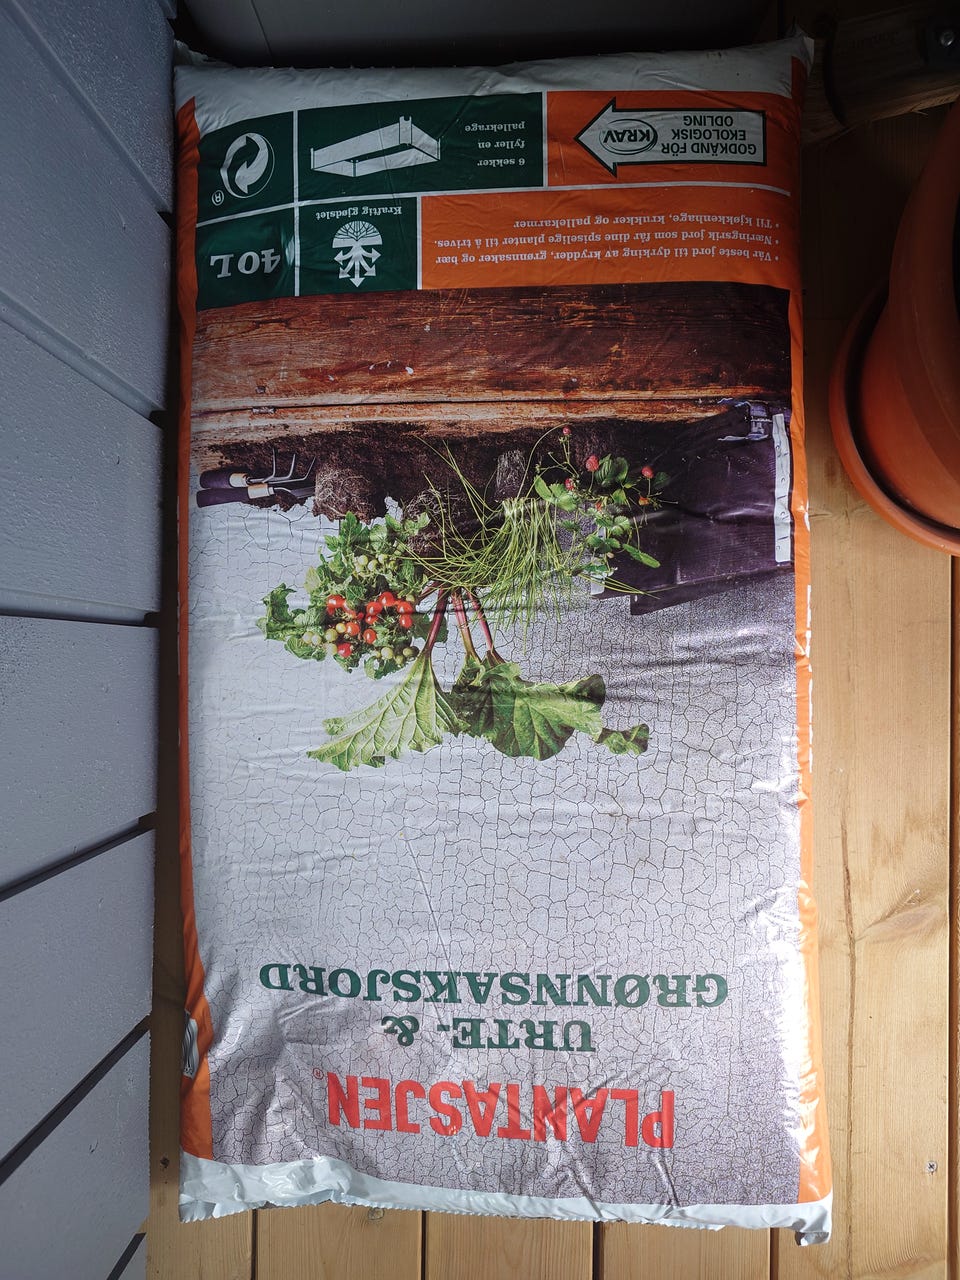 PLANTASJEN®
URTE- &
GRØNNSAKSJORD
40 L
Kraftig gjødslet
• Vår beste jord til dyrking av krydder, grønnsaker og bær
• Næringsrik jord som får dine spiselige planter til å trives.
• Til kjøkkenhage, krukker og pallekarmer
®
6 sekker
fyller en
pallekrage
KRAV
GODKÄND FÖR
EKOLOGISK
ODLING